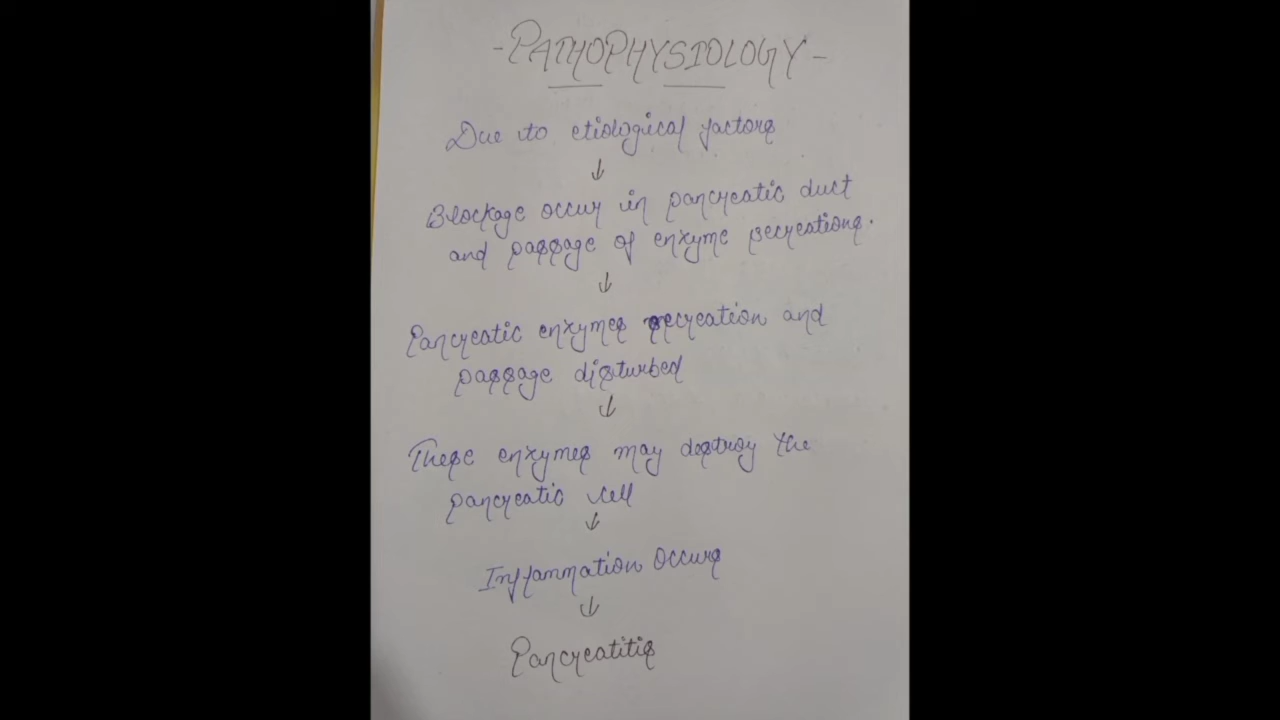 - PATHOPHYSIOLOGY -
Due to etiological factors
↓
Blockage occur in pancreatic duct
and passage of enzyme secreations.
↓
Pancreatic enzymes secreation and
passage disturbed
↓
These enzymes may destroy the
pancreatic cell
↓
Inflammation occurs
↓
Pancreatitis